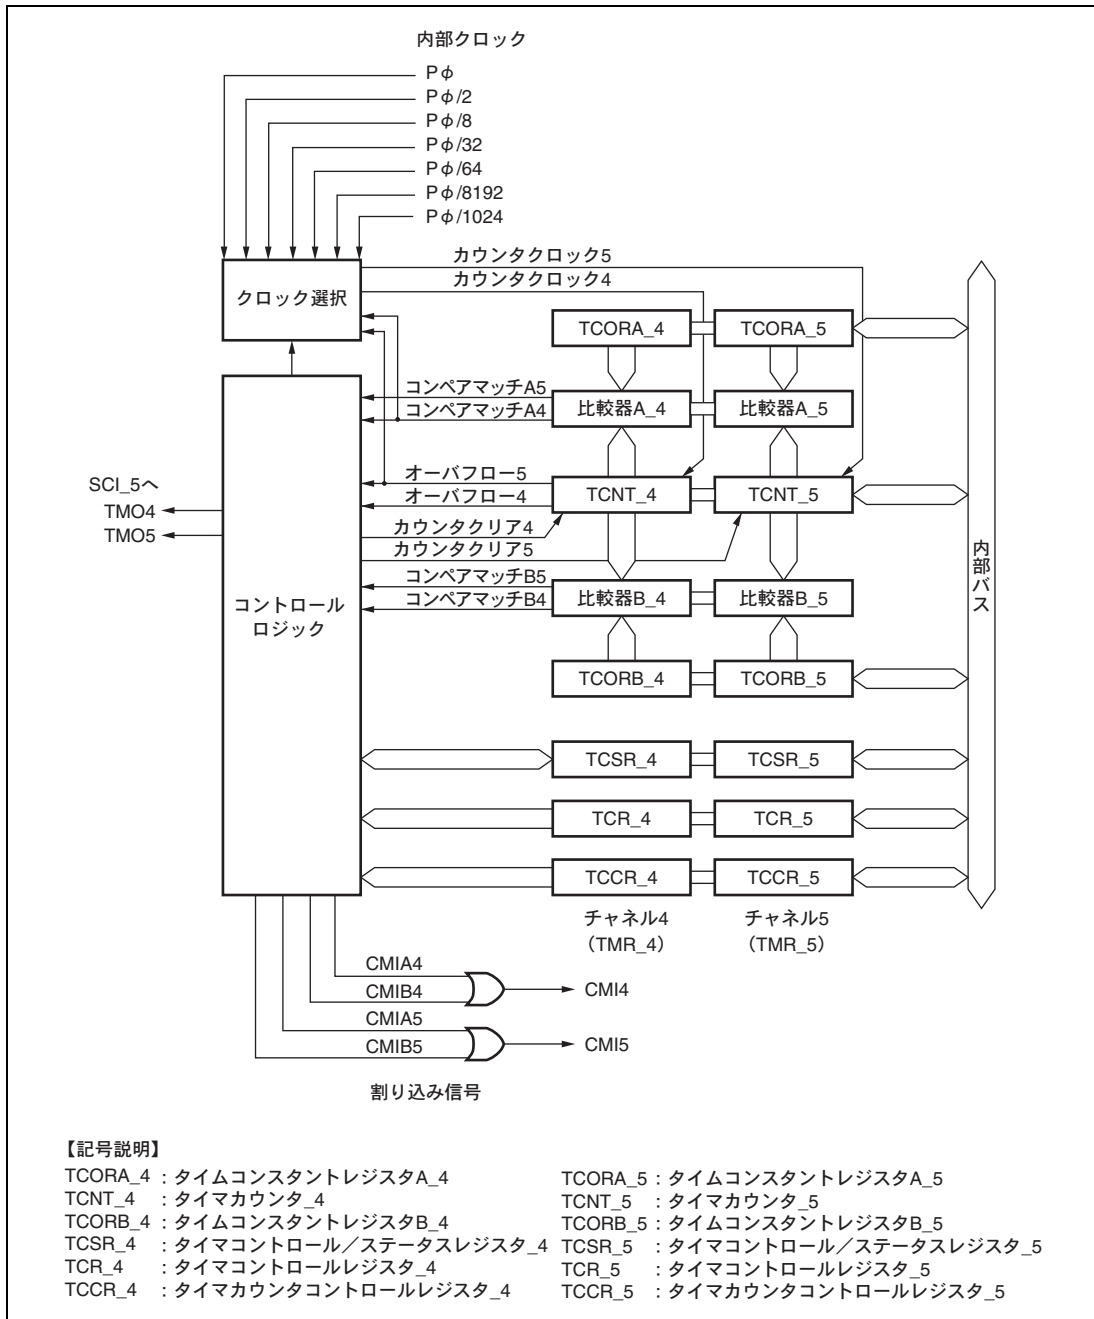 内部クロック
Pφ
Pφ/2
Pφ/8
Pφ/32
Pφ/64
Pφ/8192
Pφ/1024
カウンタクロック5
カウンタクロック4
クロック選択
TCORA_4
TCORA_5
コンペアマッチA5
コンペアマッチA4
比較器A_4
比較器A_5
オーバフロー5
オーバフロー4
TCNT_4
TCNT_5
SCI_5へ
TMO4
TMO5
カウンタクリア4
カウンタクリア5
コンペアマッチB5
コンペアマッチB4
コントロール
ロジック
比較器B_4
比較器B_5
内部バス
TCORB_4
TCORB_5
TCSR_4
TCSR_5
TCR_4
TCR_5
TCCR_4
TCCR_5
チャネル4
(TMR_4)
チャネル5
(TMR_5)
CMIA4
CMIB4
CMI4
CMIA5
CMIB5
CMI5
割り込み信号
【記号説明】
TCORA_4 : タイムコンスタントレジスタA_4
TCNT_4 : タイマカウンタ_4
TCORB_4 : タイムコンスタントレジスタB_4
TCSR_4 : タイマコントロール/ステータスレジスタ_4
TCR_4 : タイマコントロールレジスタ_4
TCCR_4 : タイマカウンタコントロールレジスタ_4
TCORA_5 : タイムコンスタントレジスタA_5
TCNT_5 : タイマカウンタ_5
TCORB_5 : タイムコンスタントレジスタB_5
TCSR_5 : タイマコントロール/ステータスレジスタ_5
TCR_5 : タイマコントロールレジスタ_5
TCCR_5 : タイマカウンタコントロールレジスタ_5